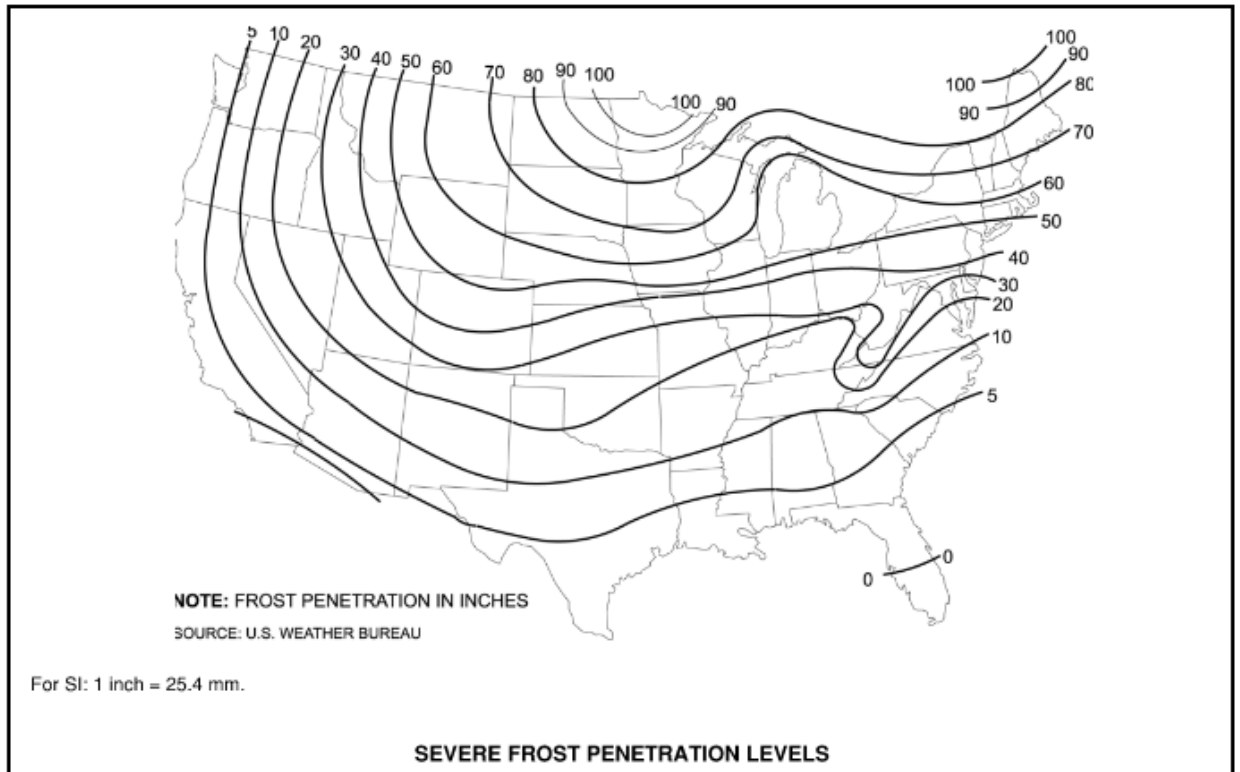 5 10 20 30 40 50 60 70 80 90 100
100 90
100 90
100 80
90 70
60
50
40
30
20
10
5
0 0
NOTE: FROST PENETRATION IN INCHES
SOURCE: U.S. WEATHER BUREAU
For SI: 1 inch = 25.4 mm.
SEVERE FROST PENETRATION LEVELS